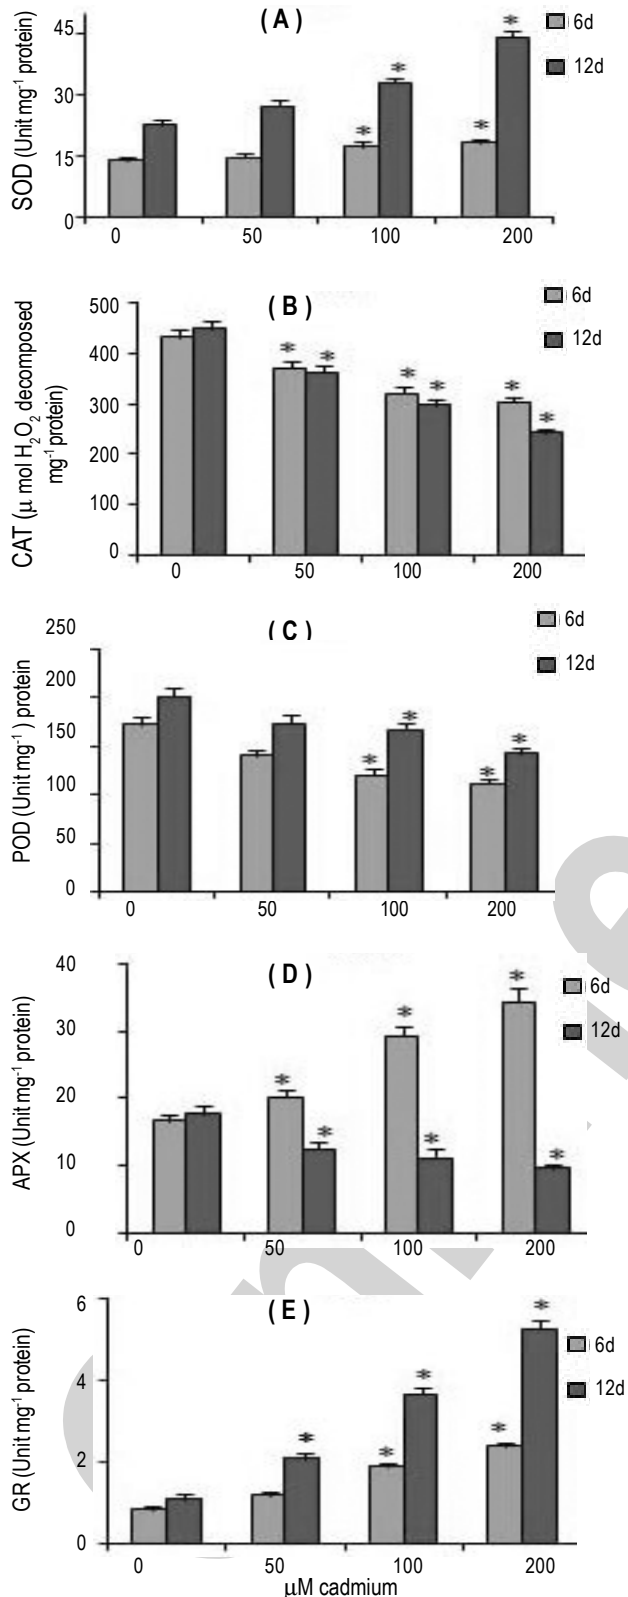 ( A )
SOD (Unit mg-1 protein)
45
30
15
0
0 50 100 200
6d
12d
* * * *
( B )
CAT (μ mol H2O2 decomposed
mg-1 protein)
500
400
300
200
100
0
0 50 100 200
6d
12d
* * * * * *
( C )
POD (Unit mg-1 ) protein
250
200
150
100
50
0
0 50 100 200
6d
12d
* * * *
( D )
APX (Unit mg-1 protein)
40
30
20
10
0
0 50 100 200
6d
12d
* * * * * *
( E )
GR (Unit mg-1 protein)
6
4
2
0
0 50 100 200
6d
12d
* * * * *
μM cadmium